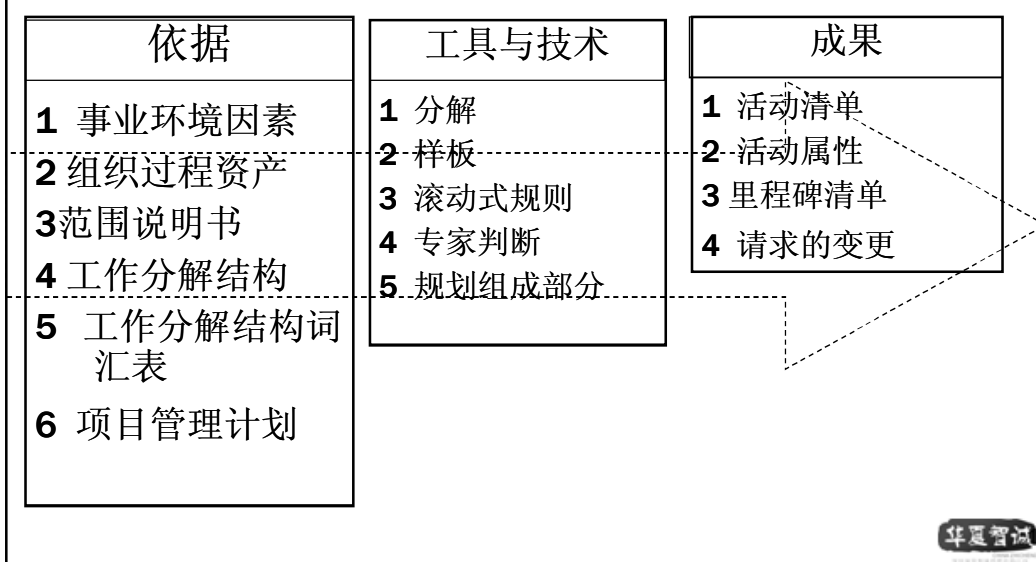 依据
1 事业环境因素
2 组织过程资产
3范围说明书
4 工作分解结构
5 工作分解结构词
汇表
6 项目管理计划
工具与技术
1 分解
2 样板
3 滚动式规则
4 专家判断
5 规划组成部分
成果
1 活动清单
2 活动属性
3 里程碑清单
4 请求的变更
华夏智诚